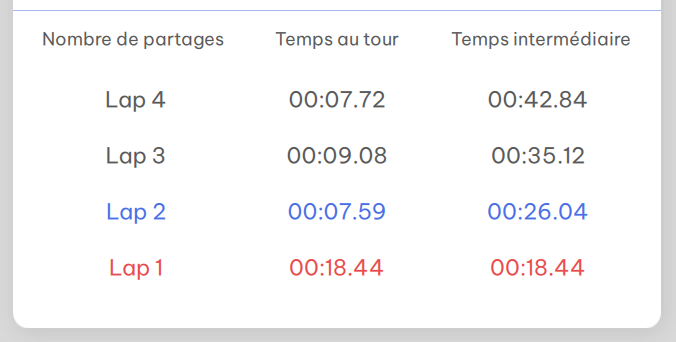 Nombre de partages Temps au tour Temps intermédiaire
Lap 4 00:07.72 00:42.84
Lap 3 00:09.08 00:35.12
Lap 2 00:07.59 00:26.04
Lap 1 00:18.44 00:18.44